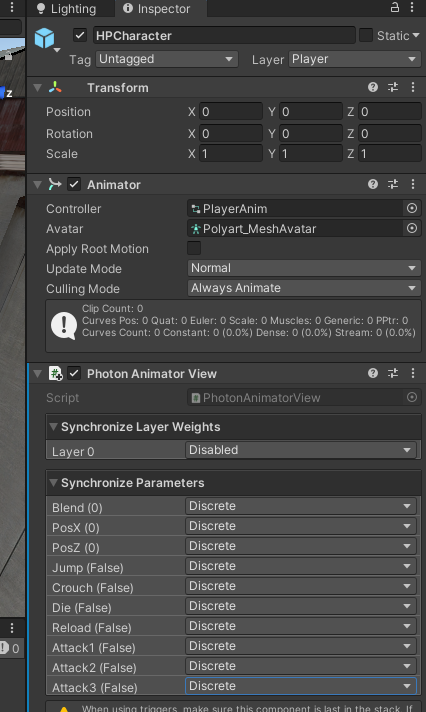 Lighting
Inspector
HPCharacter
Static
Tag Untagged Layer Player
z
Transform
Position X 0 Y 0 Z 0
Rotation X 0 Y 0 Z 0
Scale X 1 Y 1 Z 1
Animator
Controller PlayerAnim
Avatar Polyart_MeshAvatar
Apply Root Motion
Update Mode Normal
Culling Mode Always Animate
Clip Count: 0
Curves Pos: 0 Quat: 0 Euler: 0 Scale: 0 Muscles: 0 Generic: 0 PPtr: 0
Curves Count: 0 Constant: 0 (0.0%) Dense: 0 (0.0%) Stream: 0 (0.0%)
Photon Animator View
Script PhotonAnimatorView
Synchronize Layer Weights
Layer 0 Disabled
Synchronize Parameters
Blend (0) Discrete
PosX (0) Discrete
PosZ (0) Discrete
Jump (False) Discrete
Crouch (False) Discrete
Die (False) Discrete
Reload (False) Discrete
0
Attack1 (False) Discrete
Attack2 (False) Discrete
Attack3 (False) Discrete
When using triggers, make sure this component is last in the stack. If